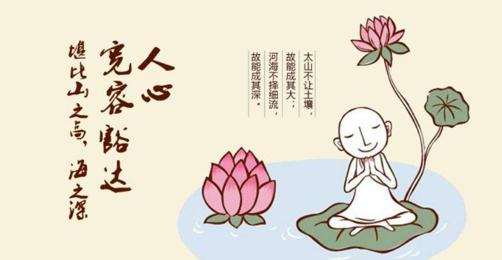 人心
宽容豁达
堪比山之高，海之深
太山不让土壤，
故能成其大；
河海不择细流，
故能成其深。